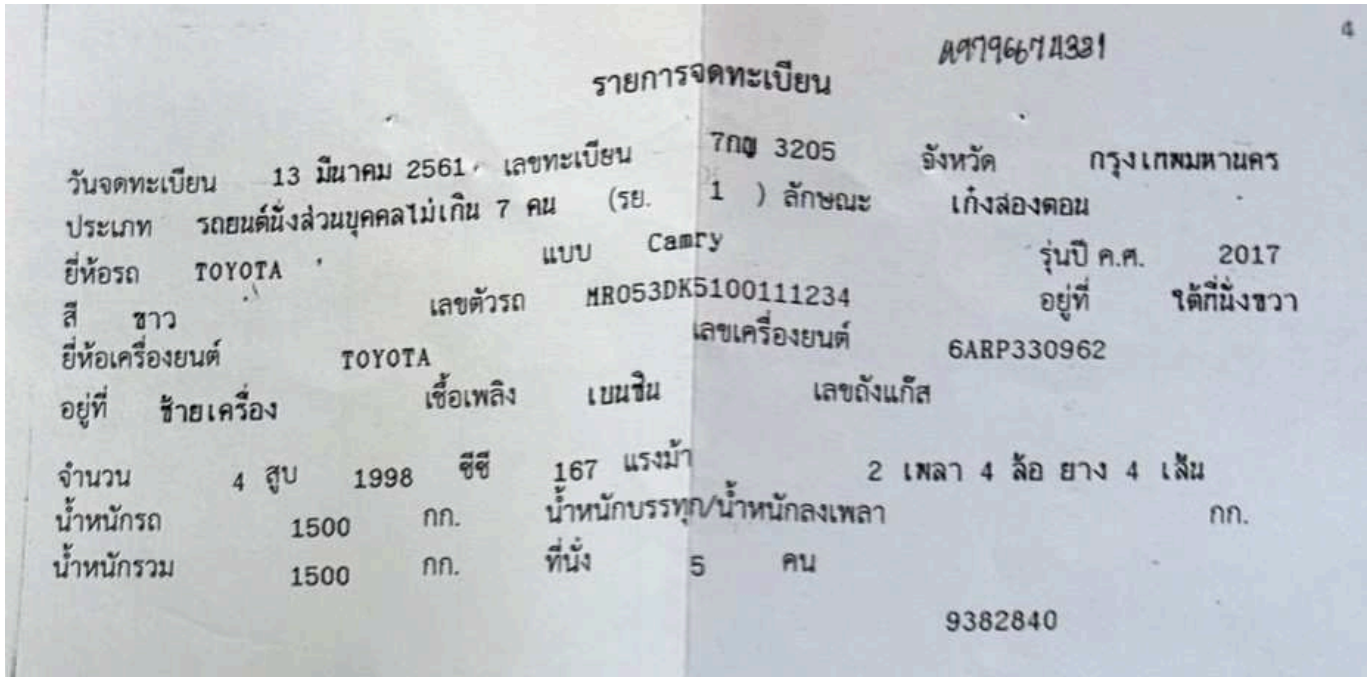 4
รายการจดทะเบียน
วันจดทะเบียน 13 มีนาคม 2561 เลขทะเบียน 7กญ 3205 จังหวัด กรุงเทพมหานคร
ประเภท รถยนต์นั่งส่วนบุคคลไม่เกิน 7 คน (รย. 1 ) ลักษณะ เก๋งสองตอน
ยี่ห้อรถ TOYOTA แบบ Camry รุ่นปี ค.ศ. 2017
สี ขาว เลขตัวรถ MR053DK5100111234 อยู่ที่ ใต้ที่นั่งขวา
ยี่ห้อเครื่องยนต์ TOYOTA เลขเครื่องยนต์ 6ARP330962
อยู่ที่ ซ้ายเครื่อง เชื้อเพลิง เบนซิน เลขถังแก๊ส
จำนวน 4 สูบ 1998 ซีซี 167 แรงม้า 2 เพลา 4 ล้อ ยาง 4 เส้น
น้ำหนักรถ 1500 กก. น้ำหนักบรรทุก/น้ำหนักลงเพลา กก.
น้ำหนักรวม 1500 กก. ที่นั่ง 5 คน
9382840